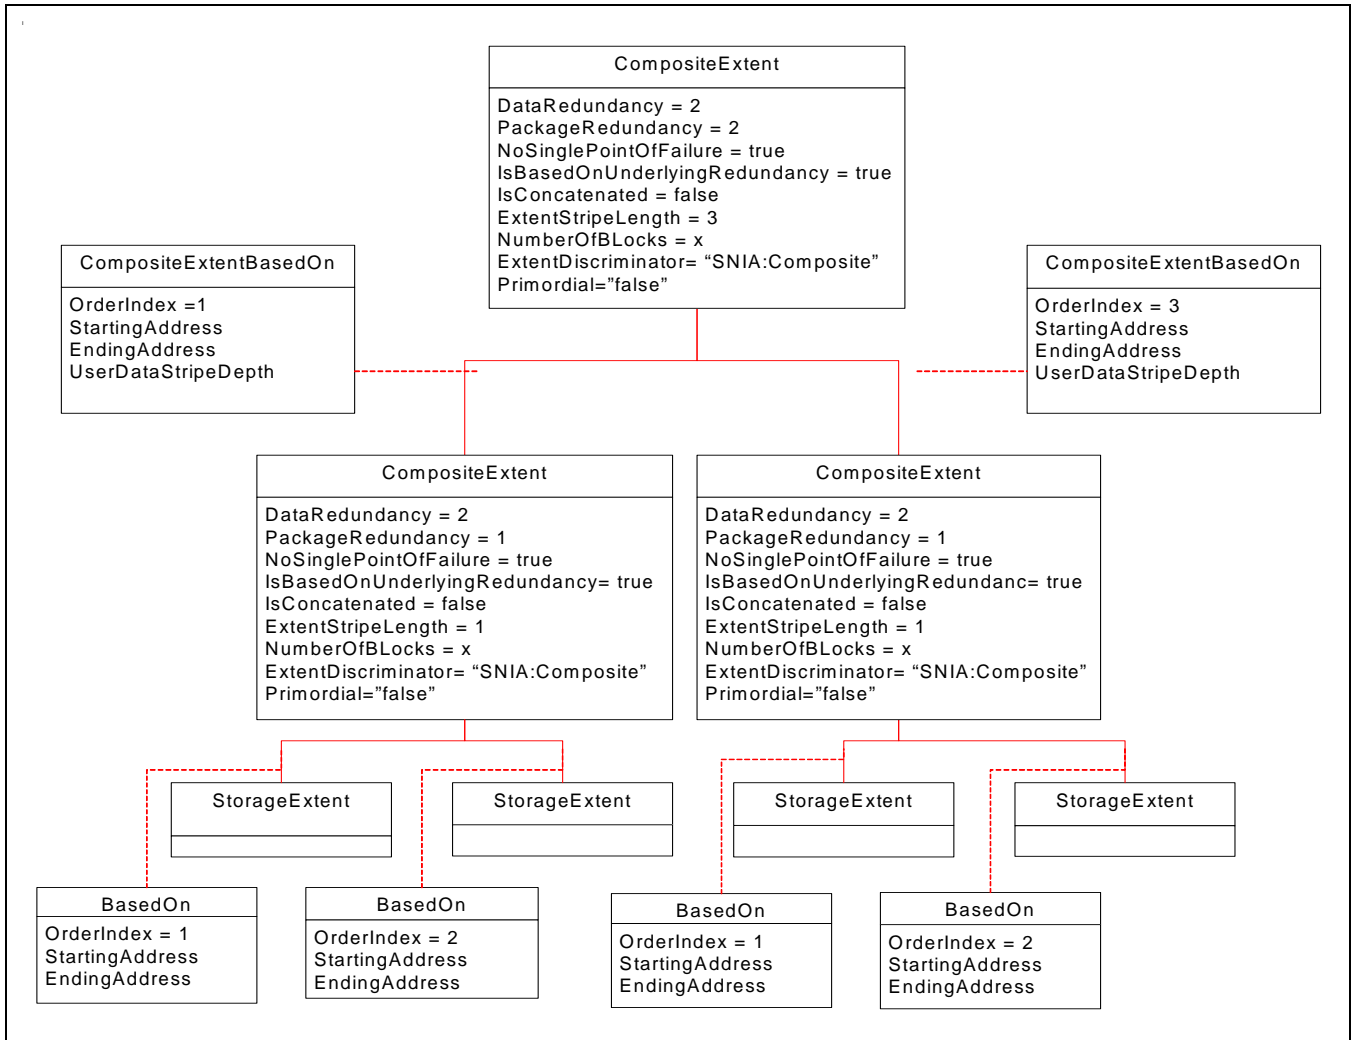 CompositeExtent
DataRedundancy = 2
PackageRedundancy = 2
NoSinglePointOfFailure = true
IsBasedOnUnderlyingRedundancy = true
IsConcatenated = false
ExtentStripeLength = 3
NumberOfBLocks = x
ExtentDiscriminator= “SNIA:Composite”
Primordial=”false”
CompositeExtentBasedOn
OrderIndex =1
StartingAddress
EndingAddress
UserDataStripeDepth
CompositeExtentBasedOn
OrderIndex = 3
StartingAddress
EndingAddress
UserDataStripeDepth
CompositeExtent
DataRedundancy = 2
PackageRedundancy = 1
NoSinglePointOfFailure = true
IsBasedOnUnderlyingRedundancy= true
IsConcatenated = false
ExtentStripeLength = 1
NumberOfBLocks = x
ExtentDiscriminator= “SNIA:Composite”
Primordial=”false”
CompositeExtent
DataRedundancy = 2
PackageRedundancy = 1
NoSinglePointOfFailure = true
IsBasedOnUnderlyingRedundanc= true
IsConcatenated = false
ExtentStripeLength = 1
NumberOfBLocks = x
ExtentDiscriminator= “SNIA:Composite”
Primordial=”false”
StorageExtent
StorageExtent
StorageExtent
StorageExtent
BasedOn
OrderIndex = 1
StartingAddress
EndingAddress
BasedOn
OrderIndex = 2
StartingAddress
EndingAddress
BasedOn
OrderIndex = 1
StartingAddress
EndingAddress
BasedOn
OrderIndex = 2
StartingAddress
EndingAddress